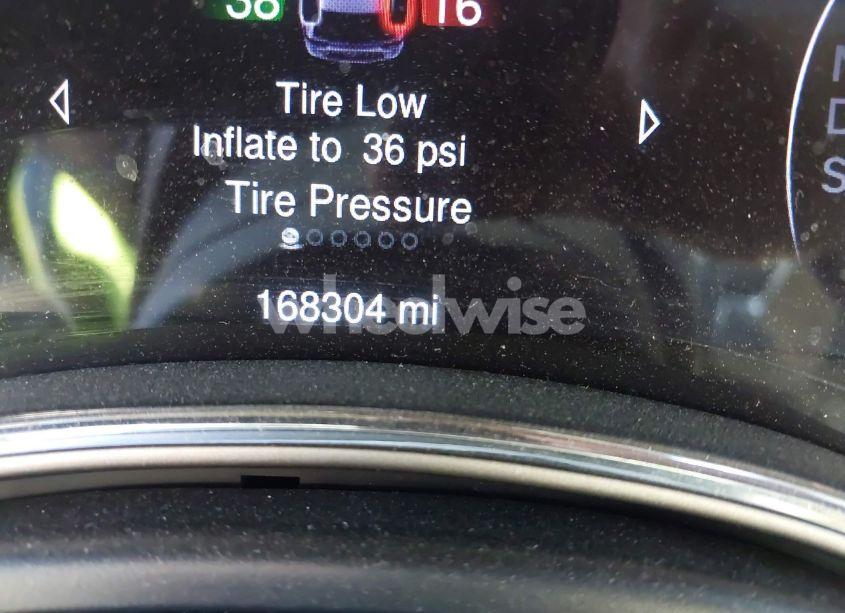 38 16
Tire Low
Inflate to 36 psi
Tire Pressure
168304 mi
wheelwise
N
D
S